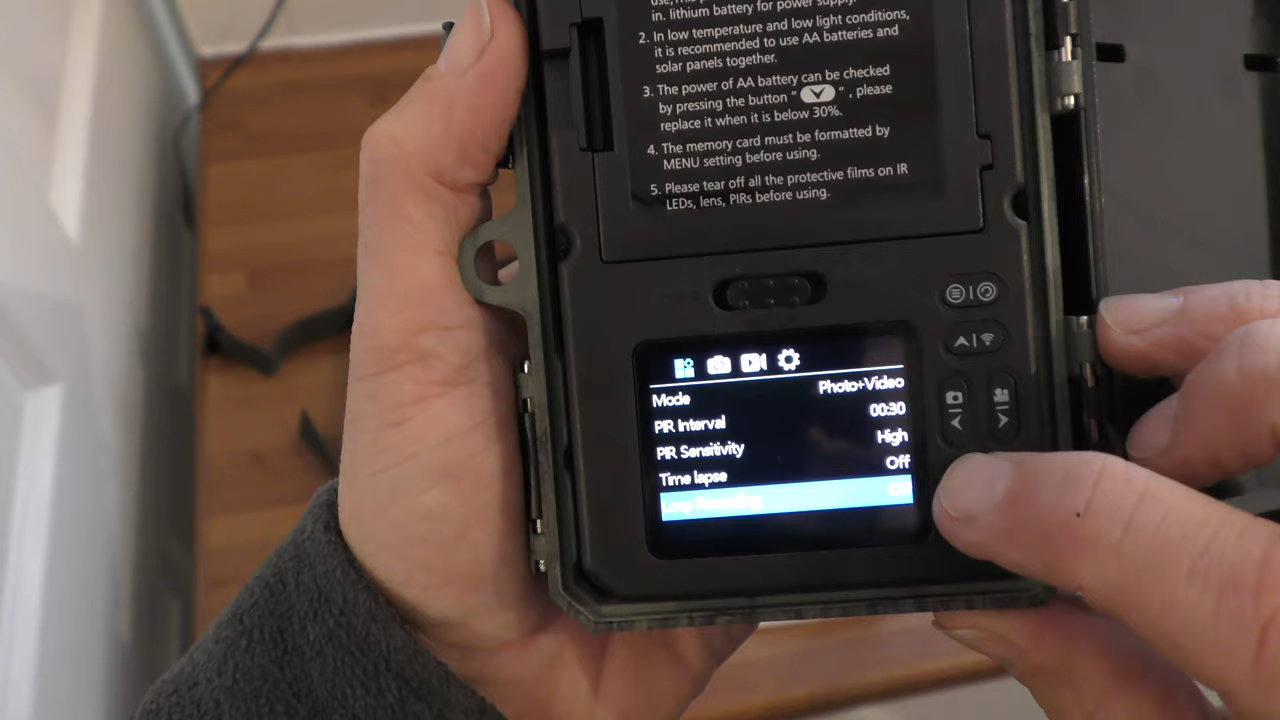 in. lithium battery for power supply.
2. In low temperature and low light conditions,
it is recommended to use AA batteries and
solar panels together.
3. The power of AA battery can be checked
by pressing the button " ", please
replace it when it is below 30%.
4. The memory card must be formatted by
MENU setting before using.
5. Please tear off all the protective films on IR
LEDs, lens, PIRs before using.
Mode Photo+Video
PIR Interval 00:30
PIR Sensitivity High
Time lapse Off